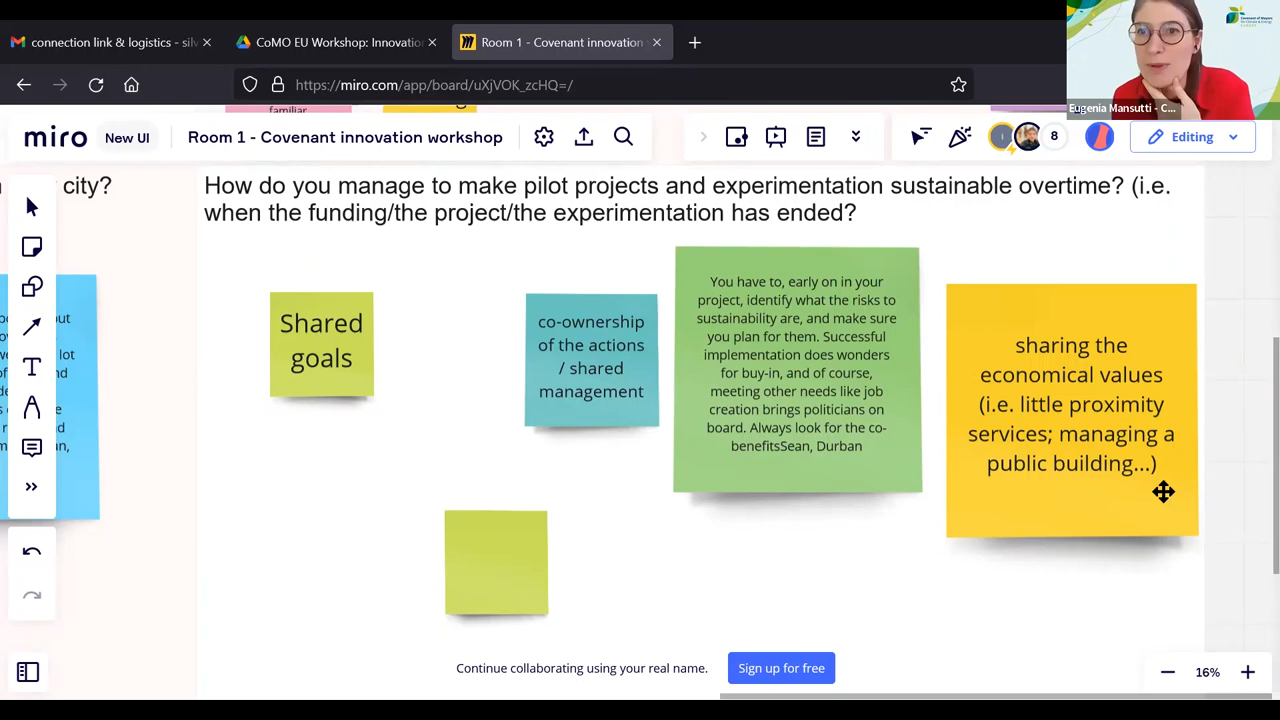 connection link & logistics - silv
CoMO EU Workshop: Innovation
Room 1 - Covenant innovation
https://miro.com/app/board/uXjVOK_zcHQ=/
Eugenia Mansutti - C...
familiar
miro
New UI
Room 1 - Covenant innovation workshop
8
Editing
city?
How do you manage to make pilot projects and experimentation sustainable overtime? (i.e.
when the funding/the project/the experimentation has ended?
out
lot
nd
Shared
goals
co-ownership
of the actions
/ shared
management
You have to, early on in your
project, identify what the risks to
sustainability are, and make sure
you plan for them. Successful
implementation does wonders
for buy-in, and of course,
meeting other needs like job
creation brings politicians on
board. Always look for the co-
benefitsSean, Durban
sharing the
economical values
(i.e. little proximity
services; managing a
public building...)
Continue collaborating using your real name.
Sign up for free
16%